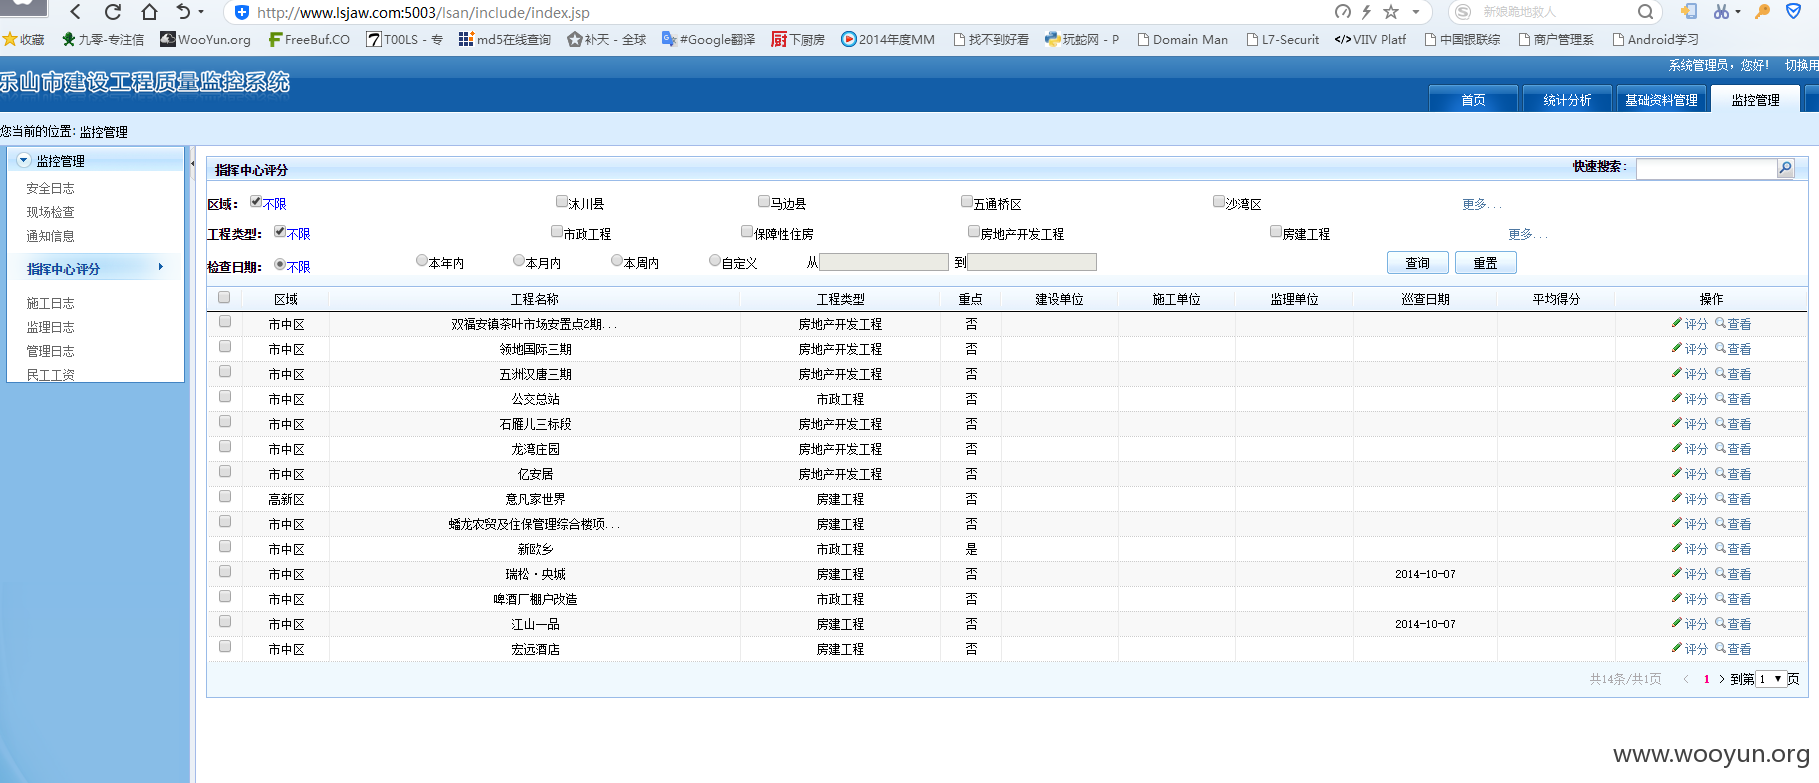 http://www.lsjaw.com:5003/lsan/include/index.jsp
新娘跪地救人
收藏 九零-专注信 WooYun.org FreeBuf.CO T00LS - 专 md5在线查询 补天 - 全球 #Google翻译 下厨房 2014年度MM 找不到好看 玩蛇网 - P Domain Man L7-Securit VIIV Platf 中国银联综 商户管理系 Android学习
系统管理员，您好！ 切换用
乐山市建设工程质量监控系统
首页 统计分析 基础资料管理 监控管理
您当前的位置：监控管理
监控管理
安全日志
现场检查
通知信息
指挥中心评分
施工日志
监理日志
管理日志
民工工资
指挥中心评分 快速搜索：
区域： 不限 沐川县 马边县 五通桥区 沙湾区 更多...
工程类型： 不限 市政工程 保障性住房 房地产开发工程 房建工程 更多...
检查日期： 不限 本年内 本月内 本周内 自定义 从 到 查询 重置
区域 工程名称 工程类型 重点 建设单位 施工单位 监理单位 巡查日期 平均得分 操作
市中区 双福安镇茶叶市场安置点2期... 房地产开发工程 否 评分 查看
市中区 领地国际三期 房地产开发工程 否 评分 查看
市中区 五洲汉唐三期 房地产开发工程 否 评分 查看
市中区 公交总站 市政工程 否 评分 查看
市中区 石雁儿三标段 房地产开发工程 否 评分 查看
市中区 龙湾庄园 房地产开发工程 否 评分 查看
市中区 亿安居 房地产开发工程 否 评分 查看
高新区 意凡家世界 房建工程 否 评分 查看
市中区 蟠龙农贸及住保管理综合楼项... 房建工程 否 评分 查看
市中区 新欧乡 市政工程 是 评分 查看
市中区 瑞松·央城 房建工程 否 2014-10-07 评分 查看
市中区 啤酒厂棚户改造 市政工程 否 评分 查看
市中区 江山一品 房建工程 否 2014-10-07 评分 查看
市中区 宏远酒店 房建工程 否 评分 查看
共14条/共1页 < 1 > 到第 1 页
www.wooyun.org